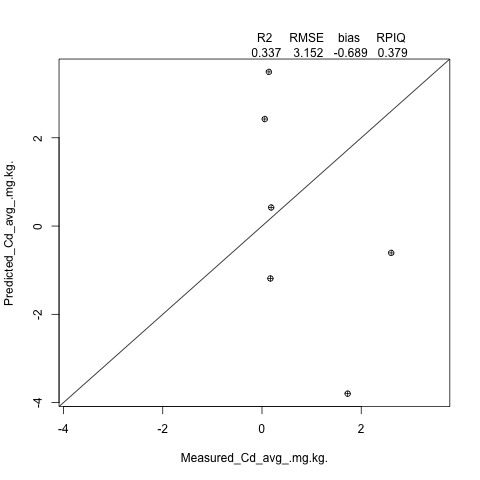 R2 RMSE bias RPIQ
0.337 3.152 -0.689 0.379
Predicted_Cd_avg_.mg.kg.
2
0
-2
-4
-4 -2 0 2
Measured_Cd_avg_.mg.kg.